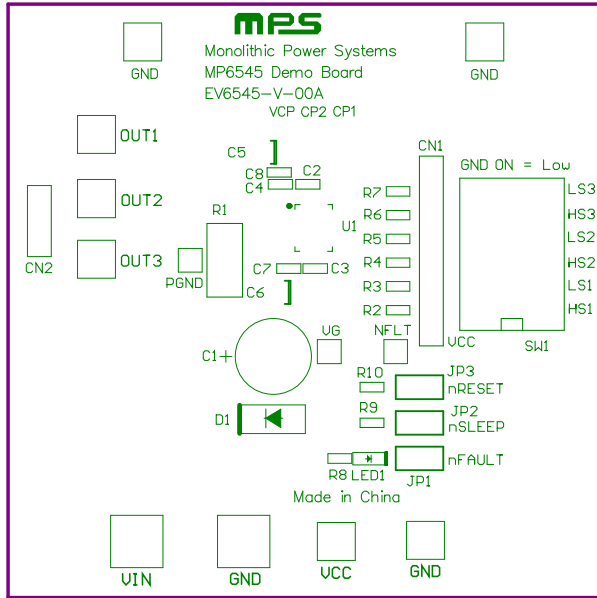 mPS
Monolithic Power Systems
MP6545 Demo Board
EV6545-V-00A
VCP CP2 CP1
GND
GND
OUT1
OUT2
OUT3
CN2
PGND
R1
C5
C8
C4
C2
U1
C7
C3
C6
CN1
GND ON = Low
R7
R6
R5
R4
R3
R2
LS3
HS3
LS2
HS2
LS1
HS1
VCC
SW1
VG
NFLT
C1+
D1
R10
JP3
nRESET
R9
JP2
nSLEEP
nFAULT
R8
LED1
JP1
Made in China
VIN
GND
VCC
GND